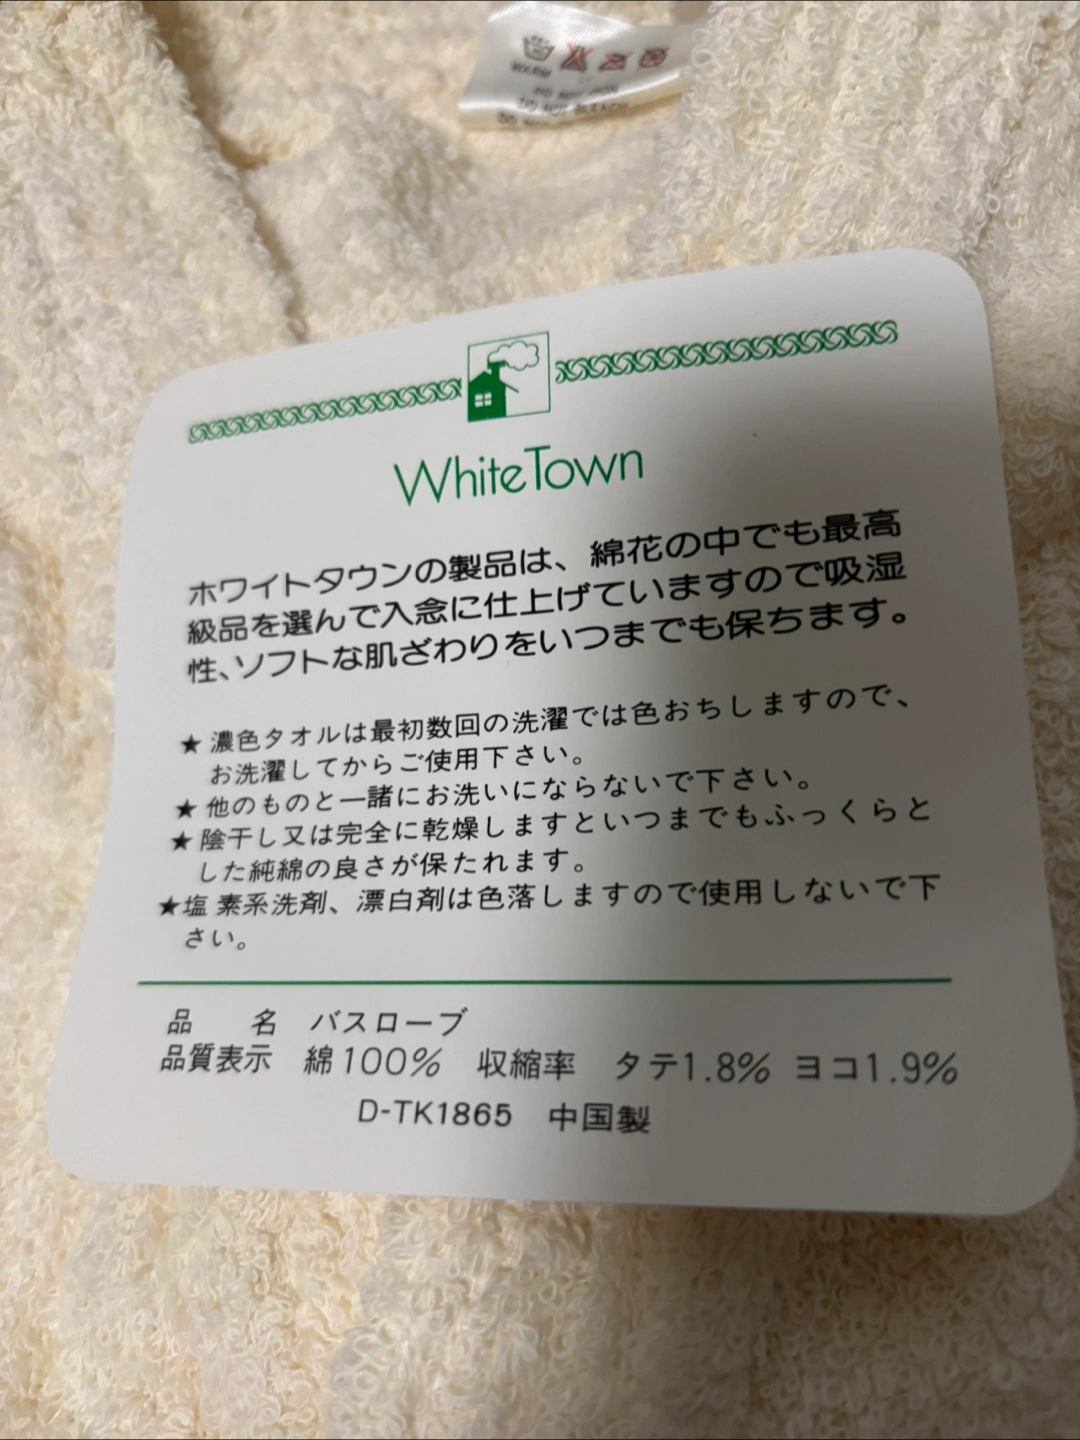 WARM
DO NOT IRON
DO NOT BLEACH
DO NOT
WhiteTown
ホワイトタウンの製品は、綿花の中でも最高
級品を選んで入念に仕上げていますので吸湿
性、ソフトな肌ざわりをいつまでも保ちます。
★濃色タオルは最初数回の洗濯では色おちしますので、
お洗濯してからご使用下さい。
★他のものと一諸にお洗いにならないで下さい。
★陰干し又は完全に乾燥しますといつまでもふっくらと
した純綿の良さが保たれます。
★塩素系洗剤、漂白剤は色落しますので使用しないで下
さい。
品 名 バスローブ
品質表示 綿100% 収縮率 タテ1.8% ヨコ1.9%
D-TK1865 中国製